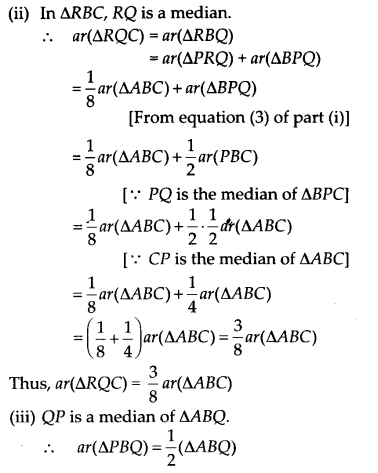 (ii) In ΔRBC, RQ is a median.
∴ ar(ΔRQC) = ar(ΔRBQ)
= ar(ΔPRQ) + ar(ΔBPQ)
= 1/8 ar(ΔABC) + ar(ΔBPQ)
[From equation (3) of part (i)]
= 1/8 ar(ΔABC) + 1/2 ar(PBC)
[∵ PQ is the median of ΔBPC]
= 1/8 ar(ΔABC) + 1/2 · 1/2 ar(ΔABC)
[∵ CP is the median of ΔABC]
= 1/8 ar(ΔABC) + 1/4 ar(ΔABC)
= (1/8 + 1/4) ar(ΔABC) = 3/8 ar(ΔABC)
Thus, ar(ΔRQC) = 3/8 ar(ΔABC)
(iii) QP is a median of ΔABQ.
∴ ar(ΔPBQ) = 1/2 (ΔABQ)